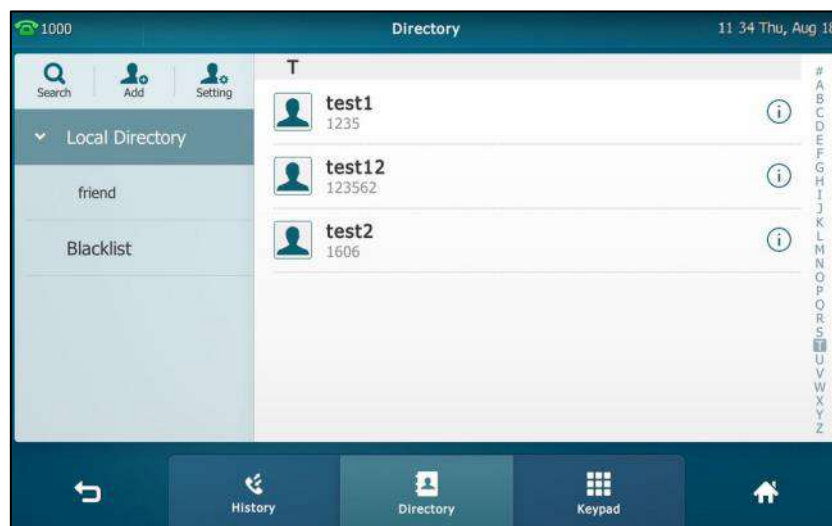 1000
Directory
11 34 Thu, Aug 18
Search
Add
Setting
Local Directory
friend
Blacklist
T
test1
1235
test12
123562
test2
1606
#
A
B
C
D
E
F
G
H
I
J
K
L
M
N
O
P
Q
R
S
T
U
V
W
X
Y
Z
History
Directory
Keypad